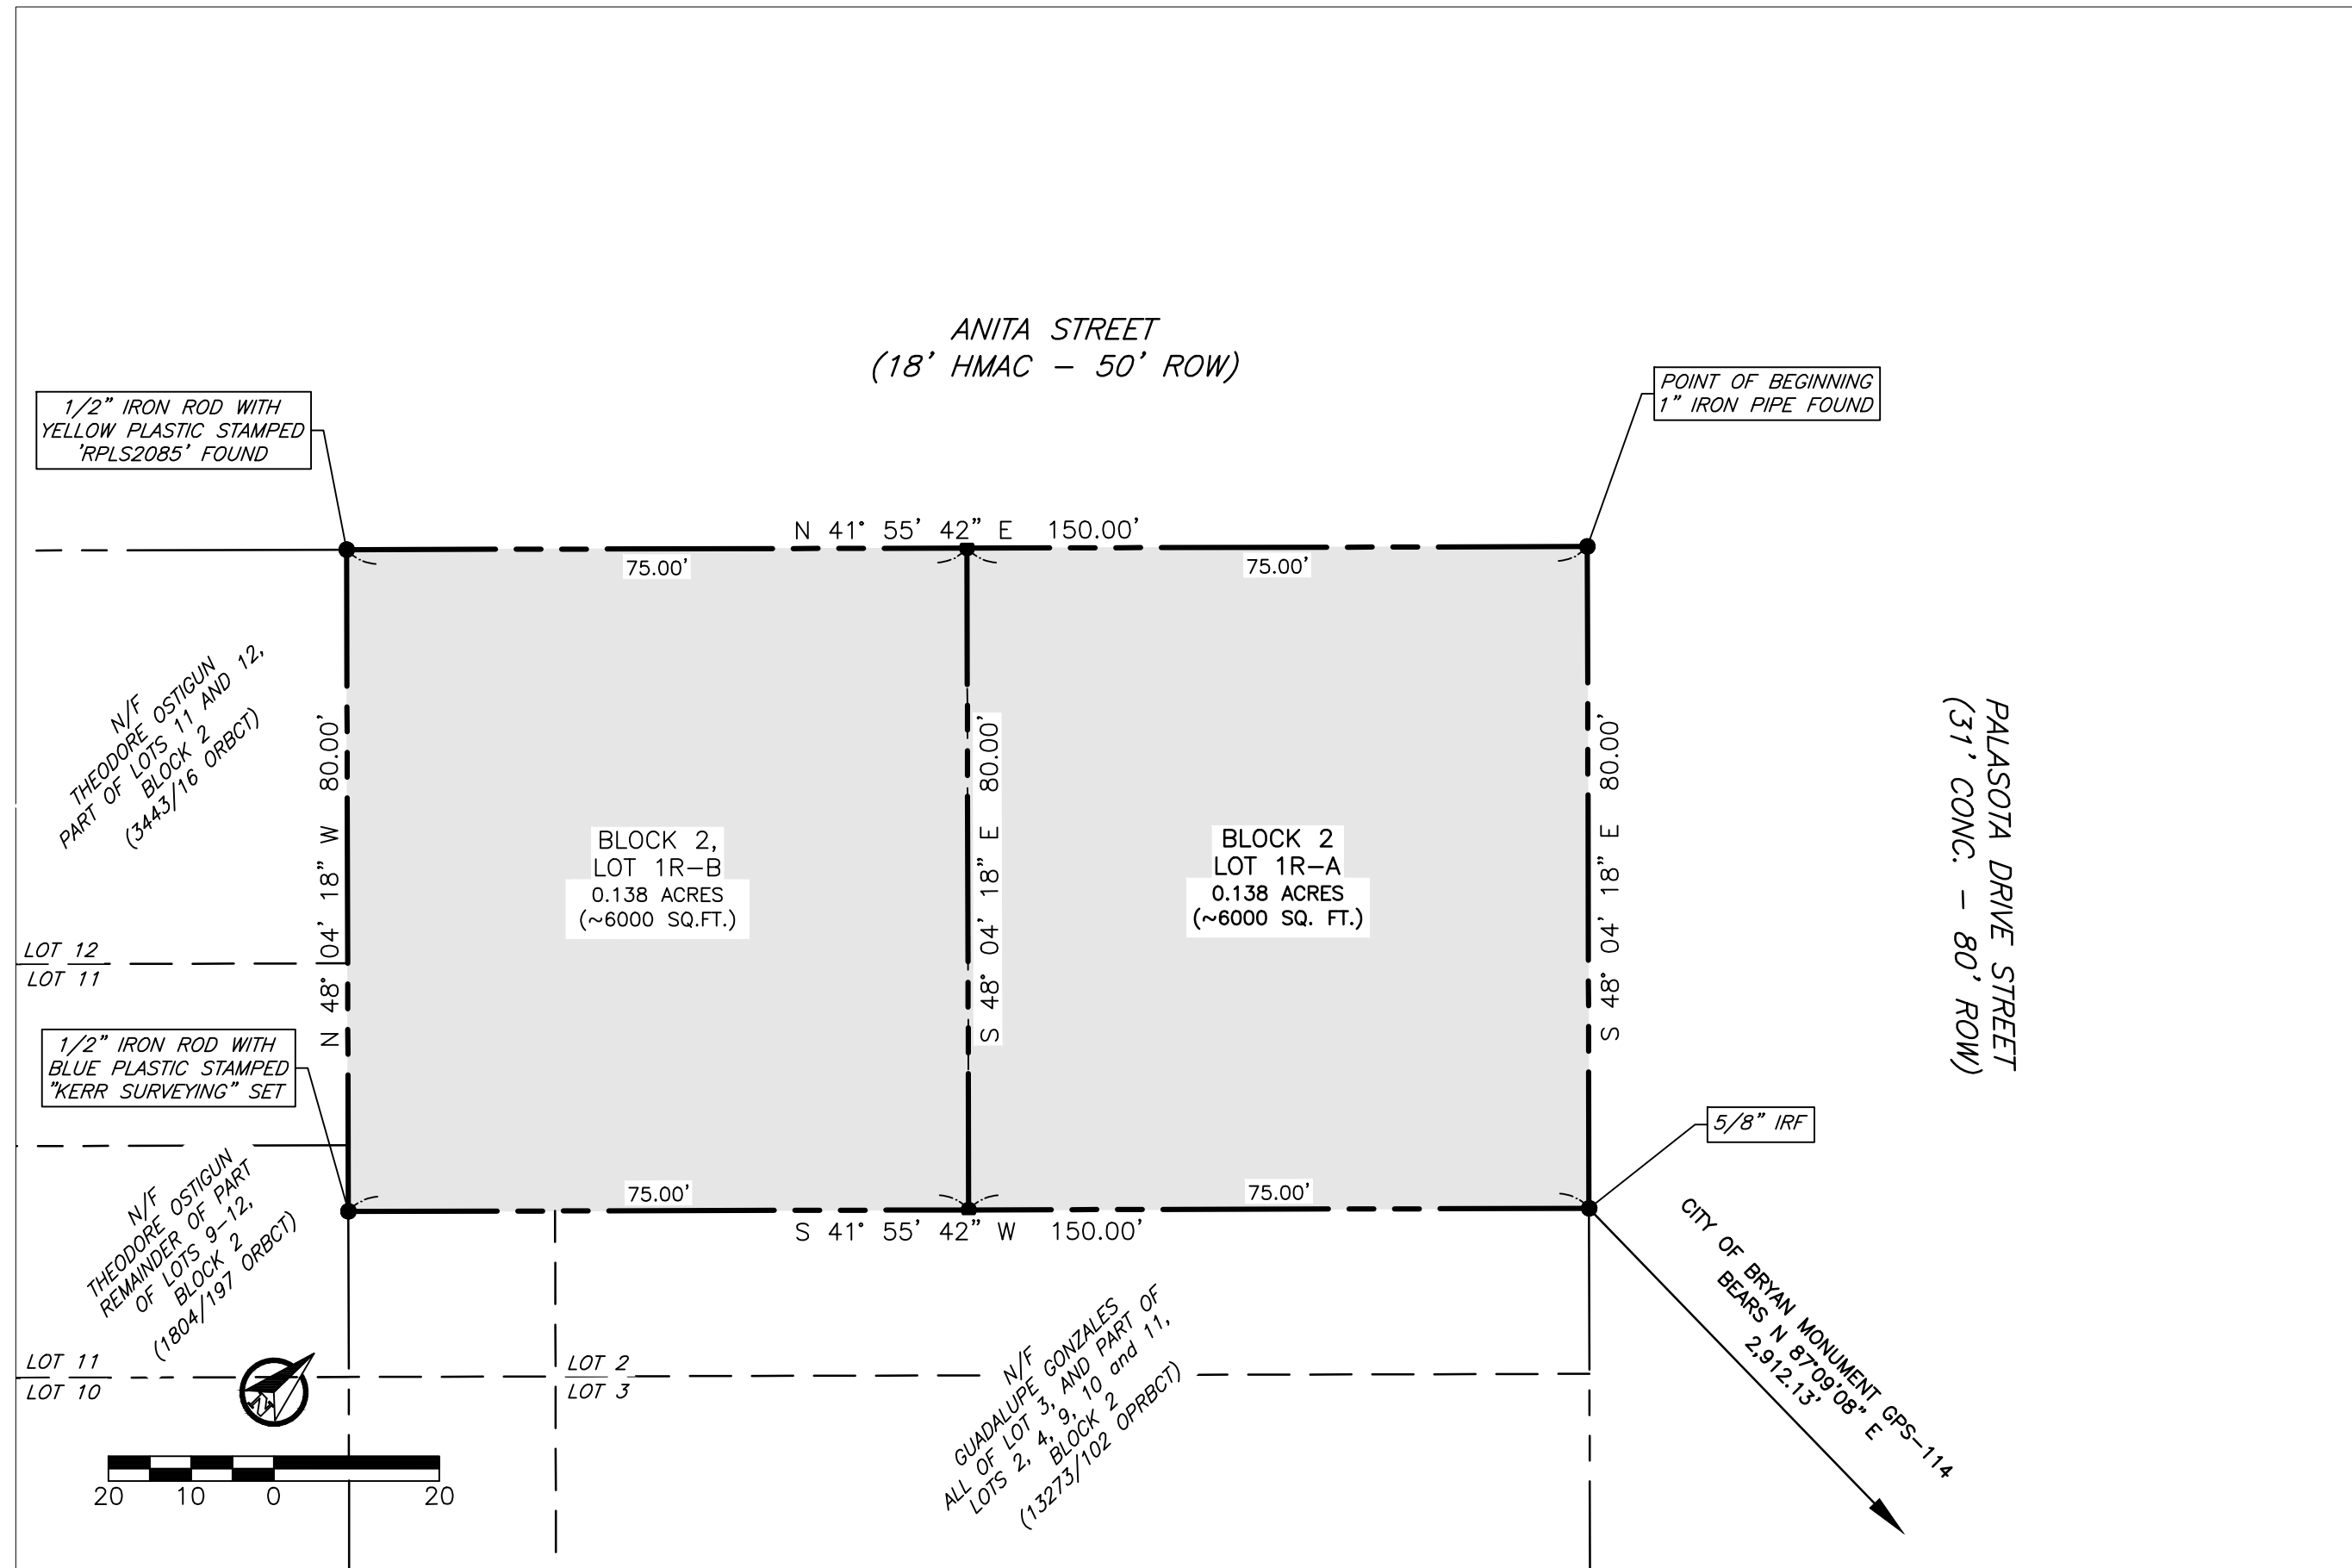 ANITA STREET
(18' HMAC – 50' ROW)
1/2" IRON ROD WITH
YELLOW PLASTIC STAMPED
'RPLS2085' FOUND
POINT OF BEGINNING
1" IRON PIPE FOUND
N 41° 55' 42" E 150.00'
75.00'
75.00'
N/F
THEODORE OSTIGUN
PART OF LOTS 11 AND 12,
BLOCK 2
(3443/16 ORBCT)
N 48° 04' 18" W 80.00'
BLOCK 2,
LOT 1R–B
0.138 ACRES
(~6000 SQ.FT.)
S 48° 04' 18" E 80.00'
BLOCK 2
LOT 1R–A
0.138 ACRES
(~6000 SQ. FT.)
S 48° 04' 18" E 80.00'
PALASOTA DRIVE STREET
(31' CONC. – 80' ROW)
LOT 12
LOT 11
1/2" IRON ROD WITH
BLUE PLASTIC STAMPED
"KERR SURVEYING" SET
5/8" IRF
75.00'
75.00'
S 41° 55' 42" W 150.00'
N/F
THEODORE OSTIGUN
REMAINDER OF PART
OF LOTS 9–12,
BLOCK 2
(1804/197 ORBCT)
CITY OF BRYAN MONUMENT GPS–114
BEARS N 87°09'08" E
2,912.13'
N/F
GUADALUPE GONZALES
ALL OF LOT 3, AND PART OF
LOTS 2, 4, 9, 10 and 11,
BLOCK 2
(13273/102 OPRBCT)
LOT 11
LOT 10
LOT 2
LOT 3
N
20 10 0 20